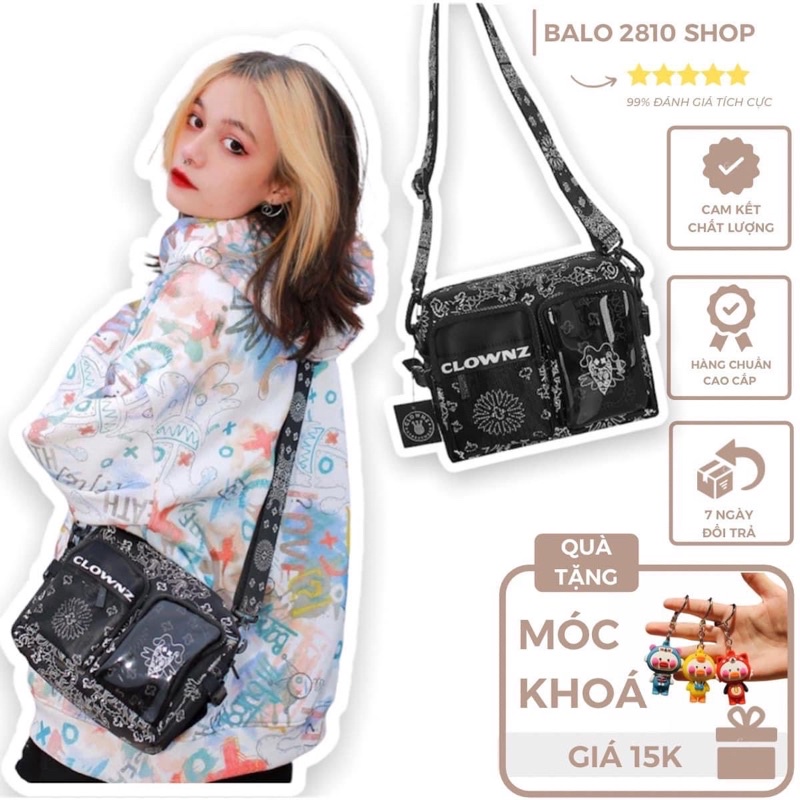 BALO 2810 SHOP
99% ĐÁNH GIÁ TÍCH CỰC
CAM KẾT
CHẤT LƯỢNG
HÀNG CHUẨN
CAO CẤP
7 NGÀY
ĐỔI TRẢ
QUÀ
TẶNG
MÓC
KHOÁ
GIÁ 15K
CLOWNZ
CLOWNZ
LOVE